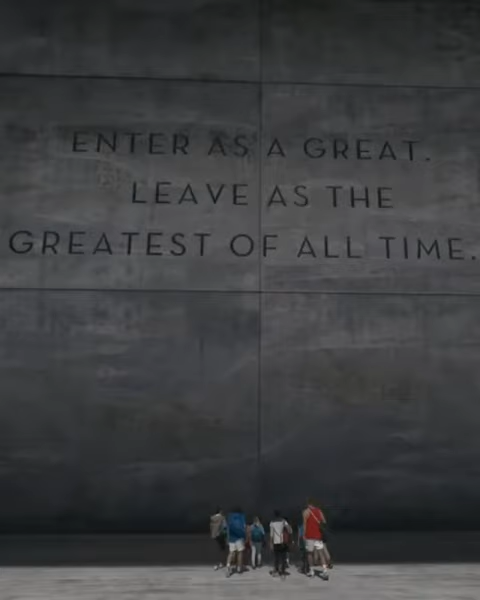 ENTER AS A GREAT.
LEAVE AS THE
GREATEST OF ALL TIME.